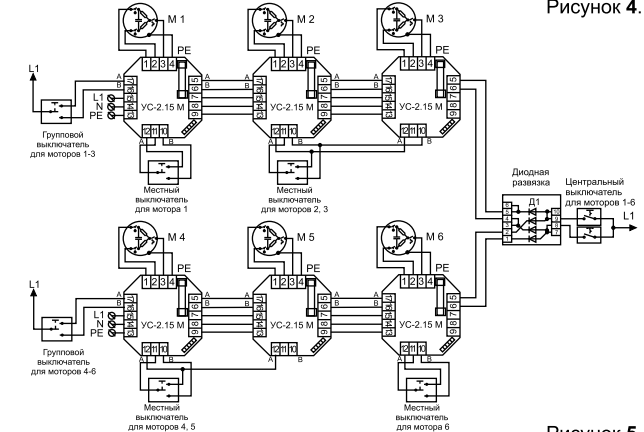 Рисунок 4.
M 1
M 2
M 3
PE
PE
PE
1 2 3 4
1 2 3 4
1 2 3 4
L1
A
B
A
B
A
B
L1
N
PE
УС-2.15 М
УС-2.15 М
УС-2.15 М
12 11 10
12 11 10
12 11 10
A
B
A
B
A
B
Групповой
выключатель
для моторов 1-3
Местный
выключатель
для мотора 1
Местный
выключатель
для моторов 2, 3
Диодная
развязка
Центральный
выключатель
для моторов 1-6
Д1
L1
M 4
M 5
M 6
PE
PE
PE
1 2 3 4
1 2 3 4
1 2 3 4
L1
A
B
A
B
A
B
L1
N
PE
УС-2.15 М
УС-2.15 М
УС-2.15 М
12 11 10
12 11 10
12 11 10
A
B
A
B
A
B
Групповой
выключатель
для моторов 4-6
Местный
выключатель
для моторов 4, 5
Местный
выключатель
для мотора 6